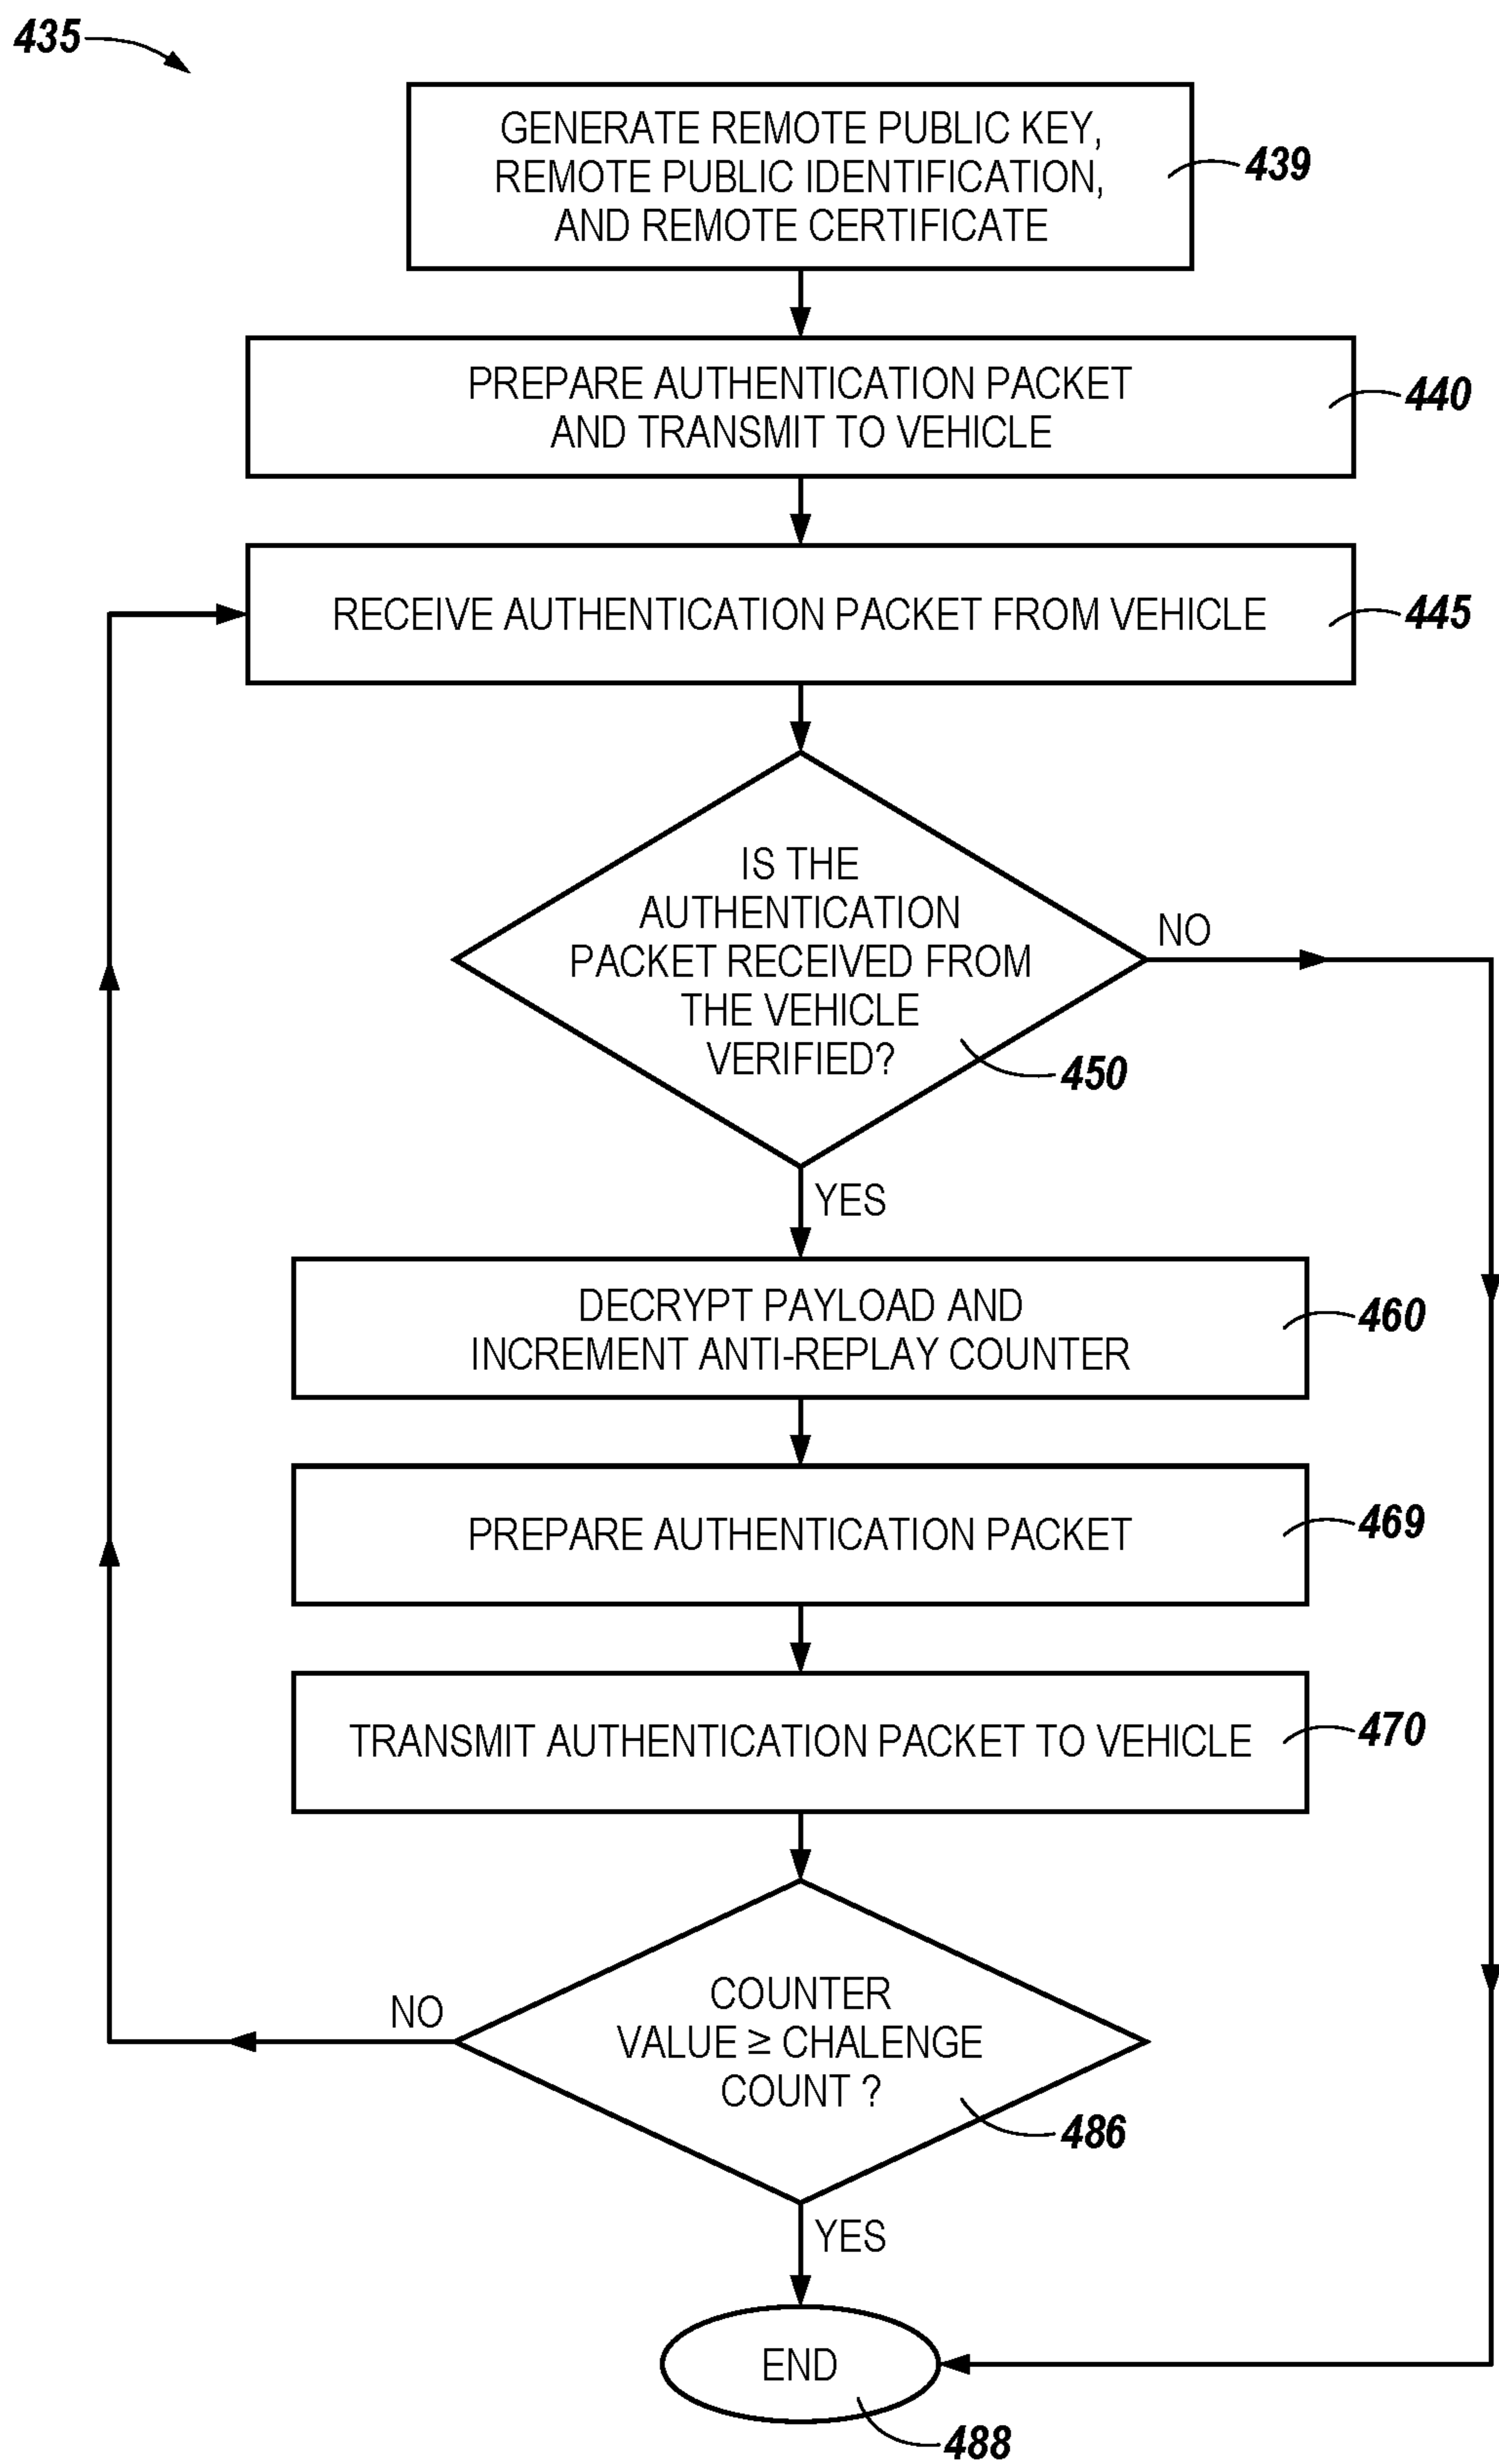 435
GENERATE REMOTE PUBLIC KEY,
REMOTE PUBLIC IDENTIFICATION,
AND REMOTE CERTIFICATE
439
PREPARE AUTHENTICATION PACKET
AND TRANSMIT TO VEHICLE
440
RECEIVE AUTHENTICATION PACKET FROM VEHICLE
445
IS THE
AUTHENTICATION
PACKET RECEIVED FROM
THE VEHICLE
VERIFIED?
NO
450
YES
DECRYPT PAYLOAD AND
INCREMENT ANTI-REPLAY COUNTER
460
PREPARE AUTHENTICATION PACKET
469
TRANSMIT AUTHENTICATION PACKET TO VEHICLE
470
COUNTER
VALUE ≥ CHALENGE
COUNT ?
NO
486
YES
END
488